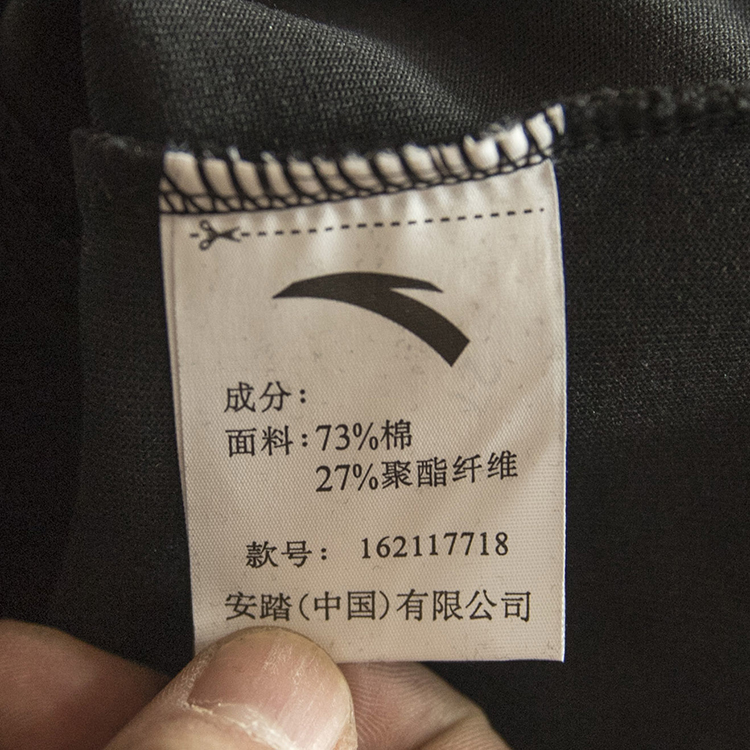 成分:
面料:73%棉
27%聚酯纤维
款号: 162117718
安踏(中国)有限公司